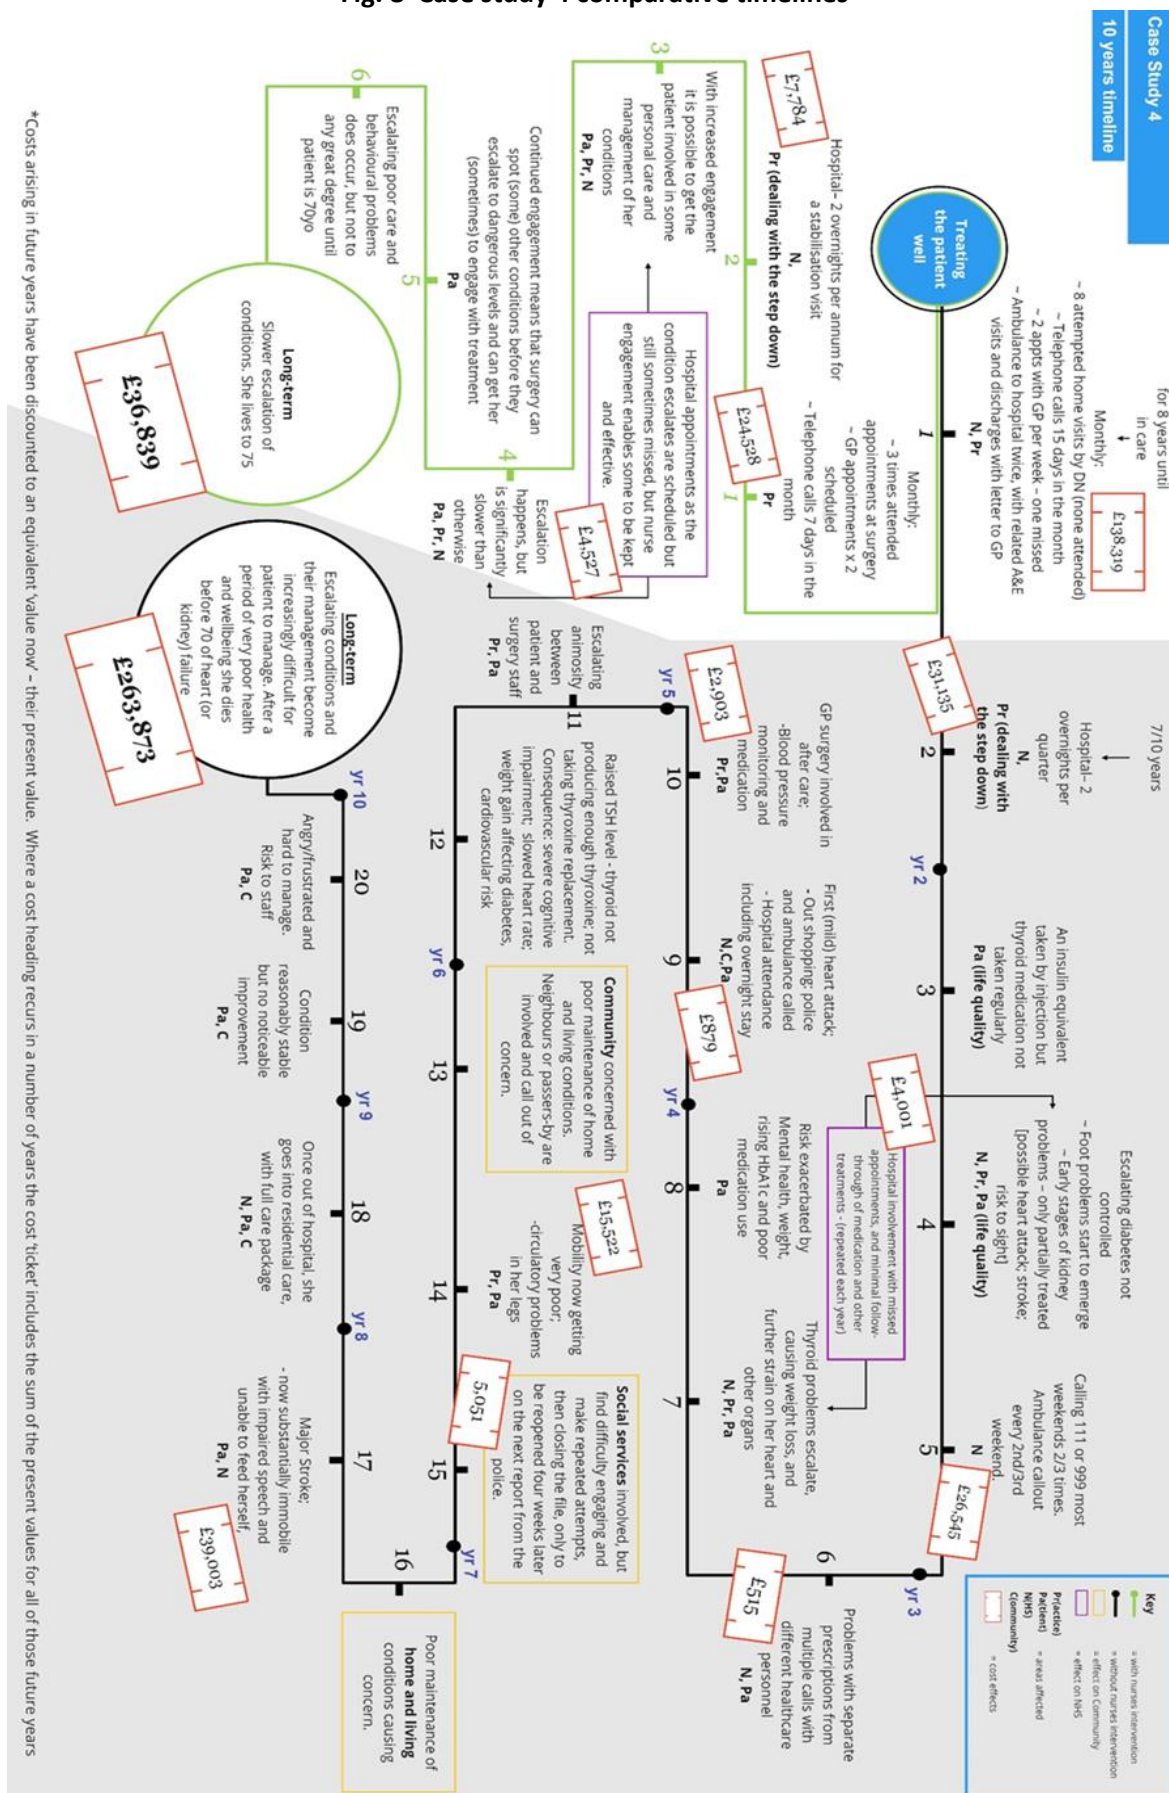 Fig. 8 Case study 4 comparative timelines
Case Study 4
10 years timeline
Treating
the patient
well
for 8 years until
in care
Monthly:
£138,319
~ 8 attempted home visits by DN (none attended)
~ Telephone calls 15 days in the month
~ 2 appts with GP per week – one missed
~ Ambulance to hospital twice, with related A&E
visits and discharges with letter to GP
N, Pr
1
7/10 years
Hospital– 2
overnights per
quarter
N,
Pr (dealing with
the step down)
£31,135
2
yr 2
An insulin equivalent
taken by injection but
thyroid medication not
taken regularly
Pa (life quality)
3
Escalating diabetes not
controlled
~ Foot problems start to emerge
~ Early stages of kidney
problems – only partially treated
[possible heart attack; stroke;
risk to sight]
N, Pr, Pa (life quality)
4
£4,001
Hospital involvement with missed
appointments, and minimal follow-
through of medication and other
treatments - (repeated each year)
Calling 111 or 999 most
weekends 2/3 times.
Ambulance callout
every 2nd/3rd
weekend.
N
5
£26,545
yr 3
Key
= with nurses intervention
= without nurses intervention
= effect on Community
= effect on NHS
Pr(actice)
Pa(tient)
N(HS)
C(ommunity)
= areas affected
= cost effects
6
Problems with separate
prescriptions from
multiple calls with
different healthcare
personnel
N, Pa
£515
Thyroid problems escalate,
causing weight loss, and
further strain on her heart and
other organs
N, Pr, Pa
7
Risk exacerbated by
Mental health, weight,
rising HbA1c and poor
medication use
Pa
8
yr 4
£879
First (mild) heart attack;
- Out shopping: police
and ambulance called
- Hospital attendance
including overnight stay
N,C,Pa
9
GP surgery involved in
after care;
-Blood pressure
monitoring and
medication
Pr,Pa
10
£2,903
yr 5
Escalating
animosity
between
patient and
surgery staff
Pr, Pa
11
Raised TSH level - thyroid not
producing enough thyroxine; not
taking thyroxine replacement.
Consequence: severe cognitive
impairment; slowed heart rate;
weight gain affecting diabetes,
cardiovascular risk
12
yr 6
Community concerned with
poor maintenance of home
and living conditions.
Neighbours or passers-by are
involved and call out of
concern.
13
£15,522
Mobility now getting
very poor;
-circulatory problems
in her legs
Pr, Pa
14
Social services involved, but
find difficulty engaging and
make repeated attempts,
then closing the file, only to
be reopened four weeks later
on the next report from the
police.
5,051
15
yr 7
16
Poor maintenance of
home and living
conditions causing
concern.
Major Stroke;
- now substantially immobile
with impaired speech and
unable to feed herself,
Pa, N
17
£39,003
yr 8
Once out of hospital, she
goes into residential care,
with full care package
N, Pa, C
18
yr 9
Condition
reasonably stable
but no noticeable
improvement
Pa, C
19
Angry/frustrated and
hard to manage.
Risk to staff
Pa, C
20
yr 10
Long-term
Escalating conditions and
their management become
increasingly difficult for
patient to manage. After a
period of very poor health
and wellbeing she dies
before 70 of heart (or
kidney) failure
£263,873
Monthly:
~ 3 times attended
appointments at surgery
~ GP appointments x 2
scheduled
~ Telephone calls 7 days in the
month
Pr
1
£24,528
Hospital– 2 overnights per annum for
a stabilisation visit
N,
Pr (dealing with the step down)
2
£7,784
Hospital appointments as the
condition escalates are scheduled but
still sometimes missed, but nurse
engagement enables some to be kept
and effective.
£4,527
With increased engagement
it is possible to get the
patient involved in some
personal care and
management of her
conditions
Pa, Pr, N
3
Escalation
happens, but
is significantly
slower than
otherwise
Pa, Pr, N
4
Continued engagement means that surgery can
spot (some) other conditions before they
escalate to dangerous levels and can get her
(sometimes) to engage with treatment
Pa
5
Escalating poor care and
behavioural problems
does occur, but not to
any great degree until
patient is 70yo
6
Long-term
Slower escalation of
conditions. She lives to 75
£36,839
*Costs arising in future years have been discounted to an equivalent 'value now' – their present value. Where a cost heading recurs in a number of years the cost 'ticket' includes the sum of the present values for all of those future years